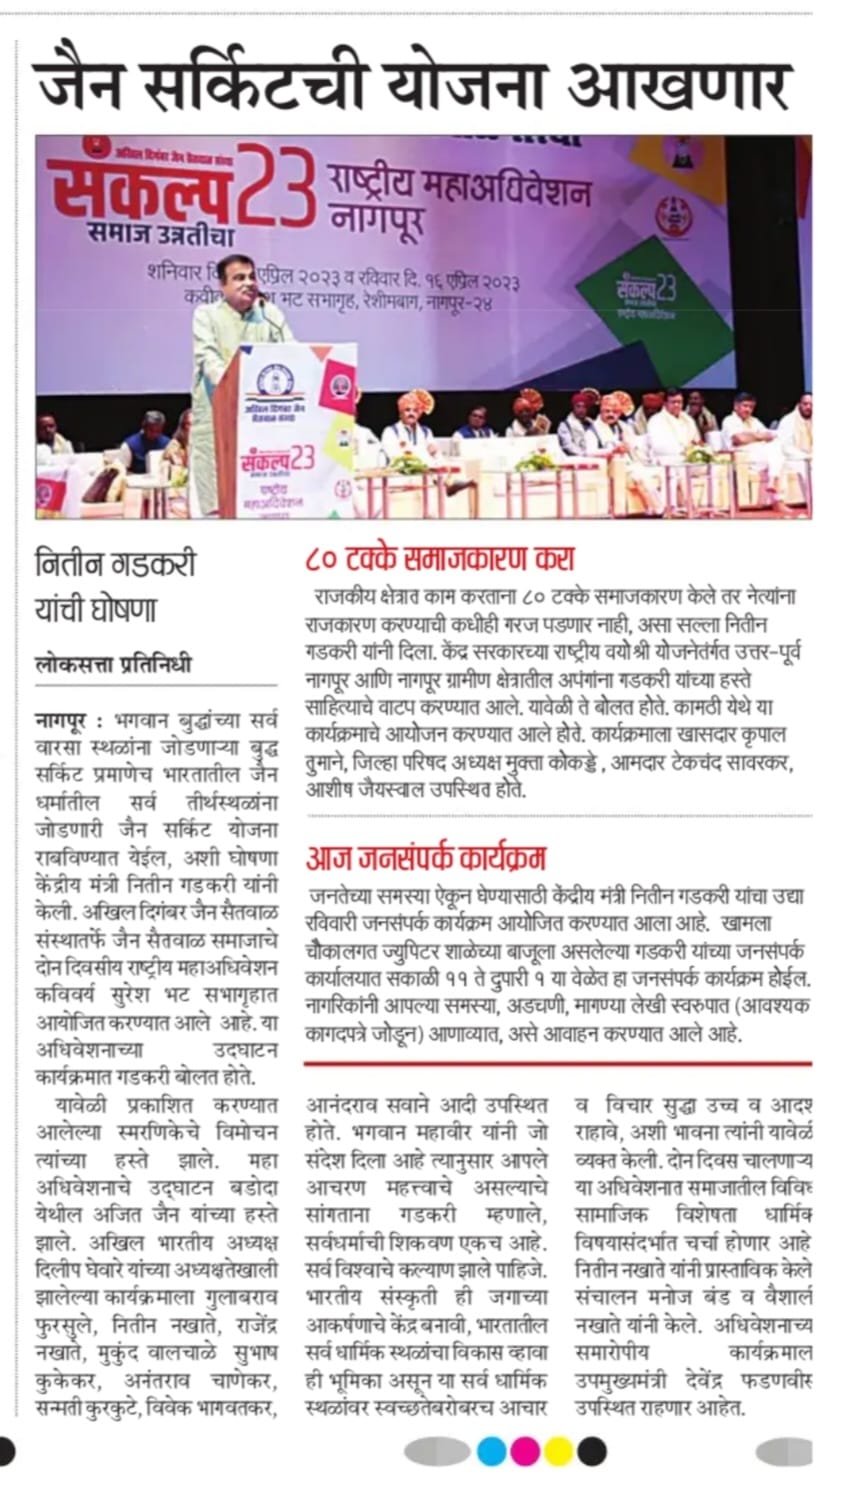 जैन सर्किटची योजना आखणार
अखिल दिगंबर जैन सैतवाळ संस्था
संकल्प 23
समाज उन्नतीचा
राष्ट्रीय महाअधिवेशन
नागपूर
शनिवार दि एप्रिल २०२३ व रविवार दि. १६ एप्रिल २०२३
भट सभागृह, रेशीमबाग, नागपूर-२४
संकल्प 23
राष्ट्रीय महाअधिवेशन
अखिल दिगंबर जैन
सैतवाळ संस्था
संकल्प 23
राष्ट्रीय
महाअधिवेशन
नितीन गडकरी
यांची घोषणा
लोकसत्ता प्रतिनिधी
नागपूर : भगवान बुद्धांच्या सर्व
वारसा स्थळांना जोडणाऱ्या बुद्ध
सर्किट प्रमाणेच भारतातील जैन
धर्मातील सर्व तीर्थस्थळांना
जोडणारी जैन सर्किट योजना
राबविण्यात येईल, अशी घोषणा
केंद्रीय मंत्री नितीन गडकरी यांनी
केली. अखिल दिगंबर जैन सैतवाळ
संस्थातर्फे जैन सैतवाळ समाजाचे
दोन दिवसीय राष्ट्रीय महाअधिवेशन
कविवर्य सुरेश भट सभागृहात
आयोजित करण्यात आले आहे. या
अधिवेशनाच्या उद्घाटन
कार्यक्रमात गडकरी बोलत होते.
यावेळी प्रकाशित करण्यात
आलेल्या स्मरणिकेचे विमोचन
त्यांच्या हस्ते झाले. महा
अधिवेशनाचे उद्घाटन बडोदा
येथील अजित जैन यांच्या हस्ते
झाले. अखिल भारतीय अध्यक्ष
दिलीप घेवारे यांच्या अध्यक्षतेखाली
झालेल्या कार्यक्रमाला गुलाबराव
फुरसुले, नितीन नखाते, राजेंद्र
नखाते, मुकुंद वालचाळे सुभाष
कुकेकर, अनंतराव चाणेकर,
सन्मती कुरकुटे, विवेक भागवतकर,
८० टक्के समाजकारण करा
राजकीय क्षेत्रात काम करताना ८० टक्के समाजकारण केले तर नेत्यांना
राजकारण करण्याची कधीही गरज पडणार नाही, असा सल्ला नितीन
गडकरी यांनी दिला. केंद्र सरकारच्या राष्ट्रीय वयोश्री योजनेतंर्गत उत्तर-पूर्व
नागपूर आणि नागपूर ग्रामीण क्षेत्रातील अपंगांना गडकरी यांच्या हस्ते
साहित्याचे वाटप करण्यात आले. यावेळी ते बोलत होते. कामठी येथे या
कार्यक्रमाचे आयोजन करण्यात आले होते. कार्यक्रमाला खासदार कृपाल
तुमाने, जिल्हा परिषद अध्यक्ष मुक्ता कोकड्डे , आमदार टेकचंद सावरकर,
आशीष जैयस्वाल उपस्थित होते.
आज जनसंपर्क कार्यक्रम
जनतेच्या समस्या ऐकून घेण्यासाठी केंद्रीय मंत्री नितीन गडकरी यांचा उद्या
रविवारी जनसंपर्क कार्यक्रम आयोजित करण्यात आला आहे. खामला
चौकालगत ज्युपिटर शाळेच्या बाजूला असलेल्या गडकरी यांच्या जनसंपर्क
कार्यालयात सकाळी ११ ते दुपारी १ या वेळेत हा जनसंपर्क कार्यक्रम होईल.
नागरिकांनी आपल्या समस्या, अडचणी, मागण्या लेखी स्वरुपात (आवश्यक
कागदपत्रे जोडून) आणाव्यात, असे आवाहन करण्यात आले आहे.
आनंदराव सवाने आदी उपस्थित
होते. भगवान महावीर यांनी जो
संदेश दिला आहे त्यानुसार आपले
आचरण महत्त्वाचे असल्याचे
सांगताना गडकरी म्हणाले,
सर्वधर्माची शिकवण एकच आहे.
सर्व विश्वाचे कल्याण झाले पाहिजे.
भारतीय संस्कृती ही जगाच्या
आकर्षणाचे केंद्र बनावी, भारतातील
सर्व धार्मिक स्थळांचा विकास व्हावा
ही भूमिका असून या सर्व धार्मिक
स्थळांवर स्वच्छतेबरोबरच आचार
व विचार सुद्धा उच्च व आदर्श
राहावे, अशी भावना त्यांनी यावेळी
व्यक्त केली. दोन दिवस चालणाऱ्या
या अधिवेशनात समाजातील विविध
सामाजिक विशेषता धार्मिक
विषयासंदर्भात चर्चा होणार आहे
नितीन नखाते यांनी प्रास्ताविक केले
संचालन मनोज बंड व वैशाली
नखाते यांनी केले. अधिवेशनाच्या
समारोपीय कार्यक्रमाल
उपमुख्यमंत्री देवेंद्र फडणवीस
उपस्थित राहणार आहेत.